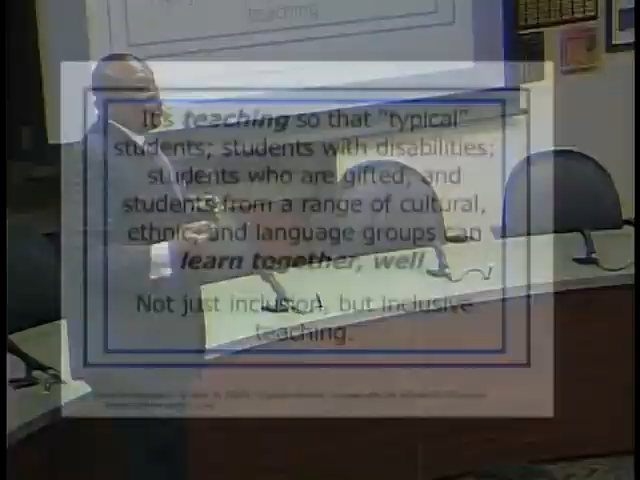 teaching
It's teaching so that "typical"
students; students with disabilities;
students who are gifted, and
students from a range of cultural,
ethnic, and language groups can
learn together, well
Not just inclusion, but inclusive
teaching.